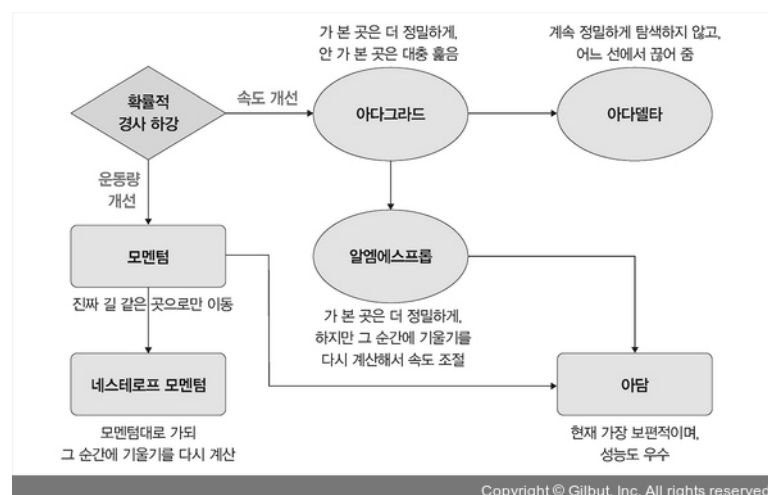 가 본 곳은 더 정밀하게,
안 가 본 곳은 대충 훑음
계속 정밀하게 탐색하지 않고,
어느 선에서 끊어 줌
확률적
경사 하강
속도 개선
아다그라드
아다델타
운동량
개선
모멘텀
진짜 길 같은 곳으로만 이동
알엠에스프롭
가 본 곳은 더 정밀하게,
하지만 그 순간에 기울기를
다시 계산해서 속도 조절
네스테로프 모멘텀
모멘텀대로 가되
그 순간에 기울기를 다시 계산
아담
현재 가장 보편적이며,
성능도 우수
Copyright © Gilbut, Inc. All rights reserved